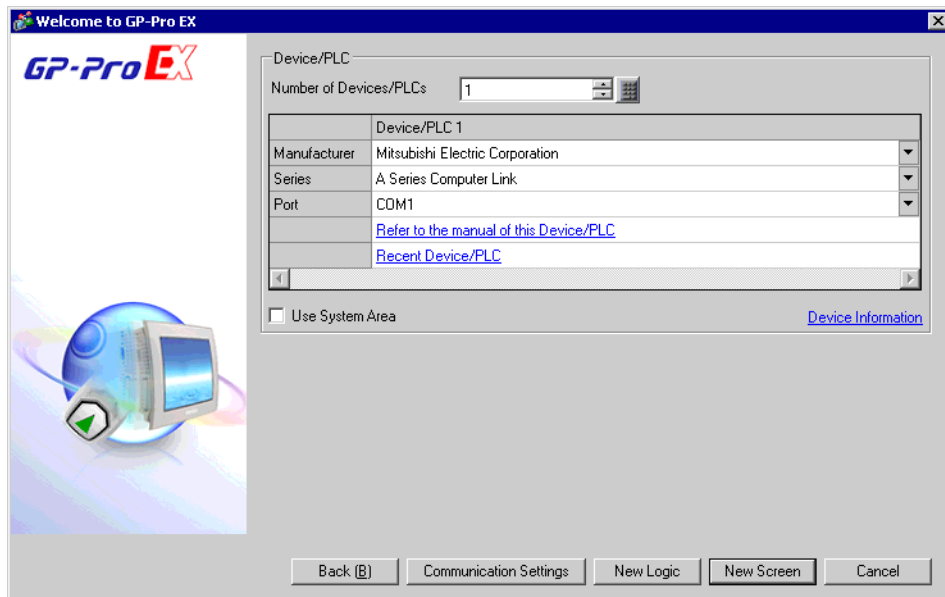 Welcome to GP-Pro EX
GP-Pro EX
Device/PLC
Number of Devices/PLCs 1
Device/PLC 1
Manufacturer Mitsubishi Electric Corporation
Series A Series Computer Link
Port COM1
Refer to the manual of this Device/PLC
Recent Device/PLC
Use System Area Device Information
Back (B) Communication Settings New Logic New Screen Cancel